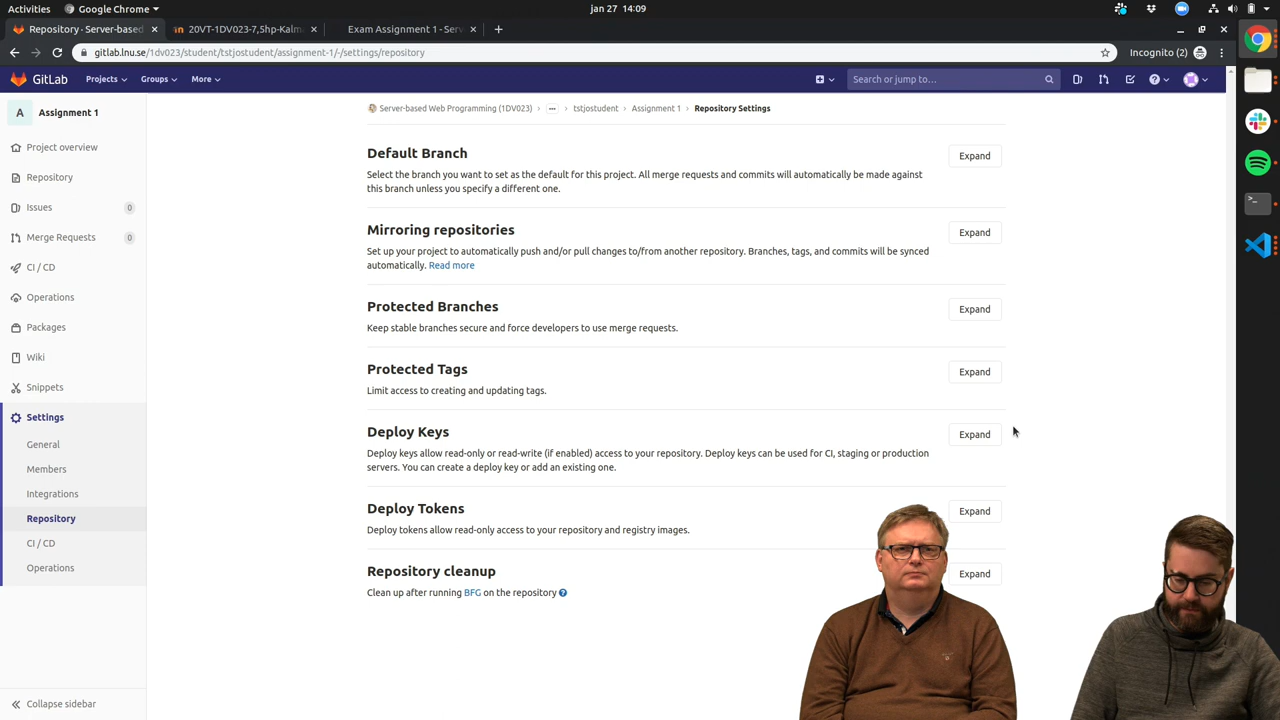 Activities
Google Chrome
jan 27 14:09
Repository · Server-based
20VT-1DV023-7,5hp-Kalm
Exam Assignment 1 - Serv
gitlab.lnu.se/1dv023/student/tstjostudent/assignment-1/-/settings/repository
Incognito (2)
GitLab
Projects
Groups
More
Search or jump to…
A
Assignment 1
Server-based Web Programming (1DV023) › ... › tstjostudent › Assignment 1 › Repository Settings
Project overview
Repository
Issues 0
Merge Requests 0
CI / CD
Operations
Packages
Wiki
Snippets
Settings
General
Members
Integrations
Repository
CI / CD
Operations
Collapse sidebar
Default Branch
Expand
Select the branch you want to set as the default for this project. All merge requests and commits will automatically be made against
this branch unless you specify a different one.
Mirroring repositories
Expand
Set up your project to automatically push and/or pull changes to/from another repository. Branches, tags, and commits will be synced
automatically. Read more
Protected Branches
Expand
Keep stable branches secure and force developers to use merge requests.
Protected Tags
Expand
Limit access to creating and updating tags.
Deploy Keys
Expand
Deploy keys allow read-only or read-write (if enabled) access to your repository. Deploy keys can be used for CI, staging or production
servers. You can create a deploy key or add an existing one.
Deploy Tokens
Expand
Deploy tokens allow read-only access to your repository and registry images.
Repository cleanup
Expand
Clean up after running BFG on the repository